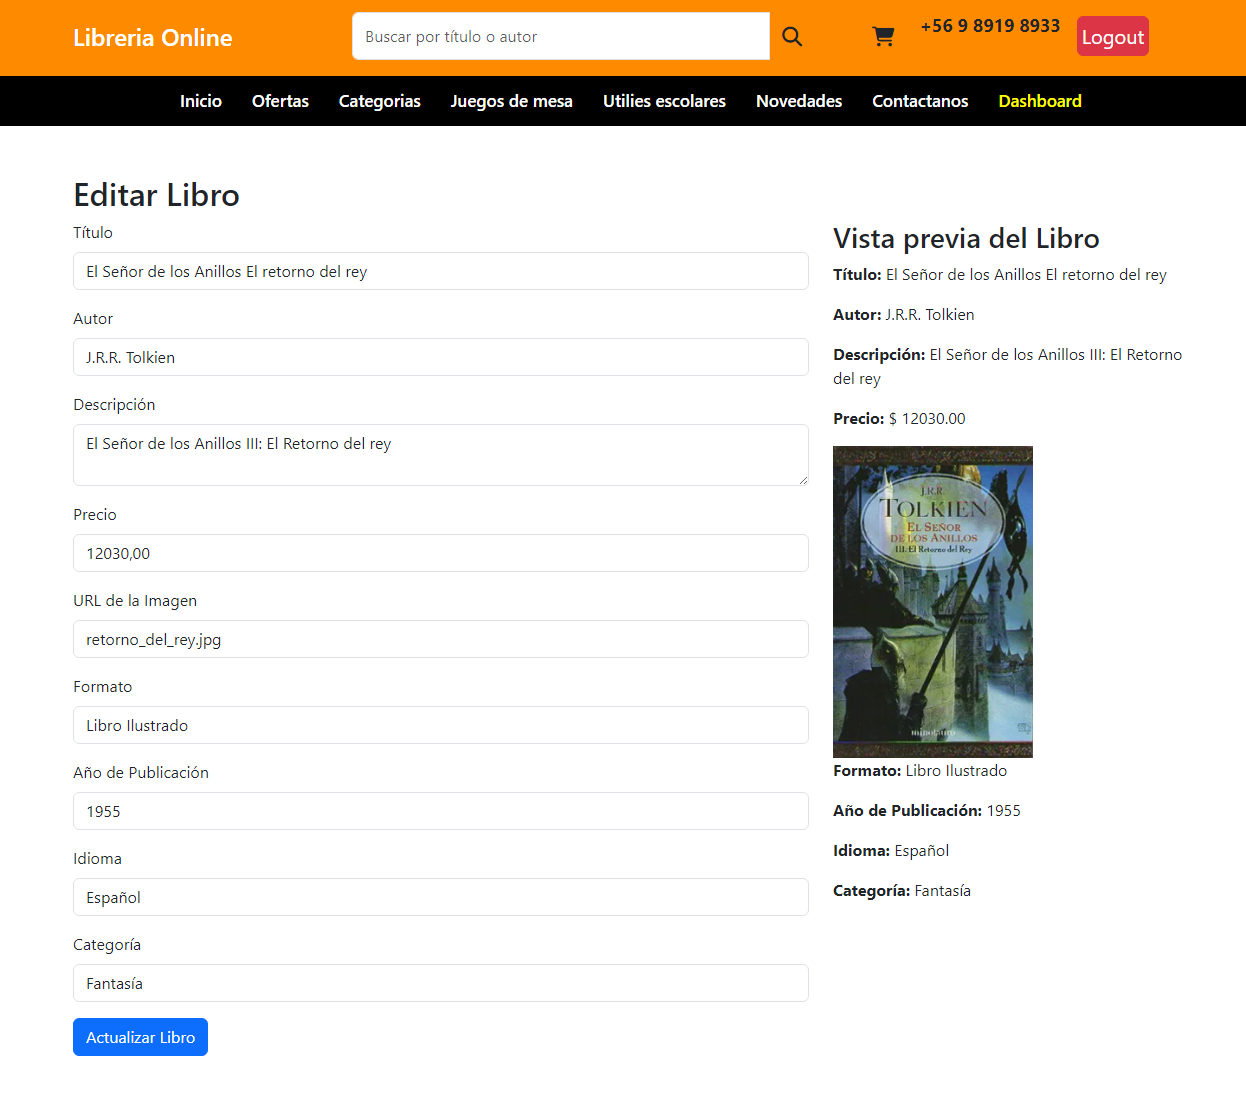 Libreria Online
Buscar por título o autor
+56 9 8919 8933
Logout
Inicio
Ofertas
Categorias
Juegos de mesa
Utilies escolares
Novedades
Contactanos
Dashboard
Editar Libro
Título
El Señor de los Anillos El retorno del rey
Autor
J.R.R. Tolkien
Descripción
El Señor de los Anillos III: El Retorno del rey
Precio
12030,00
URL de la Imagen
retorno_del_rey.jpg
Formato
Libro Ilustrado
Año de Publicación
1955
Idioma
Español
Categoría
Fantasía
Actualizar Libro
Vista previa del Libro
Título: El Señor de los Anillos El retorno del rey
Autor: J.R.R. Tolkien
Descripción: El Señor de los Anillos III: El Retorno
del rey
Precio: $ 12030.00
J.R.R.
TOLKIEN
EL SEÑOR
DE LOS ANILLOS
III. El Retorno del Rey
minotauro
Formato: Libro Ilustrado
Año de Publicación: 1955
Idioma: Español
Categoría: Fantasía